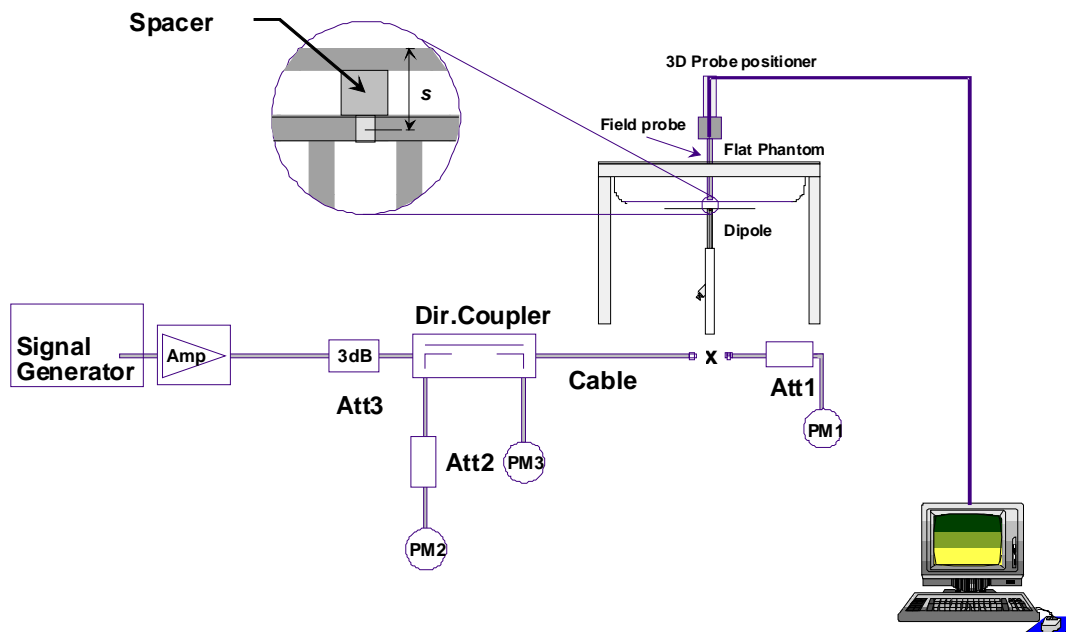 Spacer
s
3D Probe positioner
Field probe
Flat Phantom
Dipole
Dir.Coupler
Signal
Generator
Amp
3dB
x
Cable
Att1
Att3
PM1
Att2
PM3
PM2